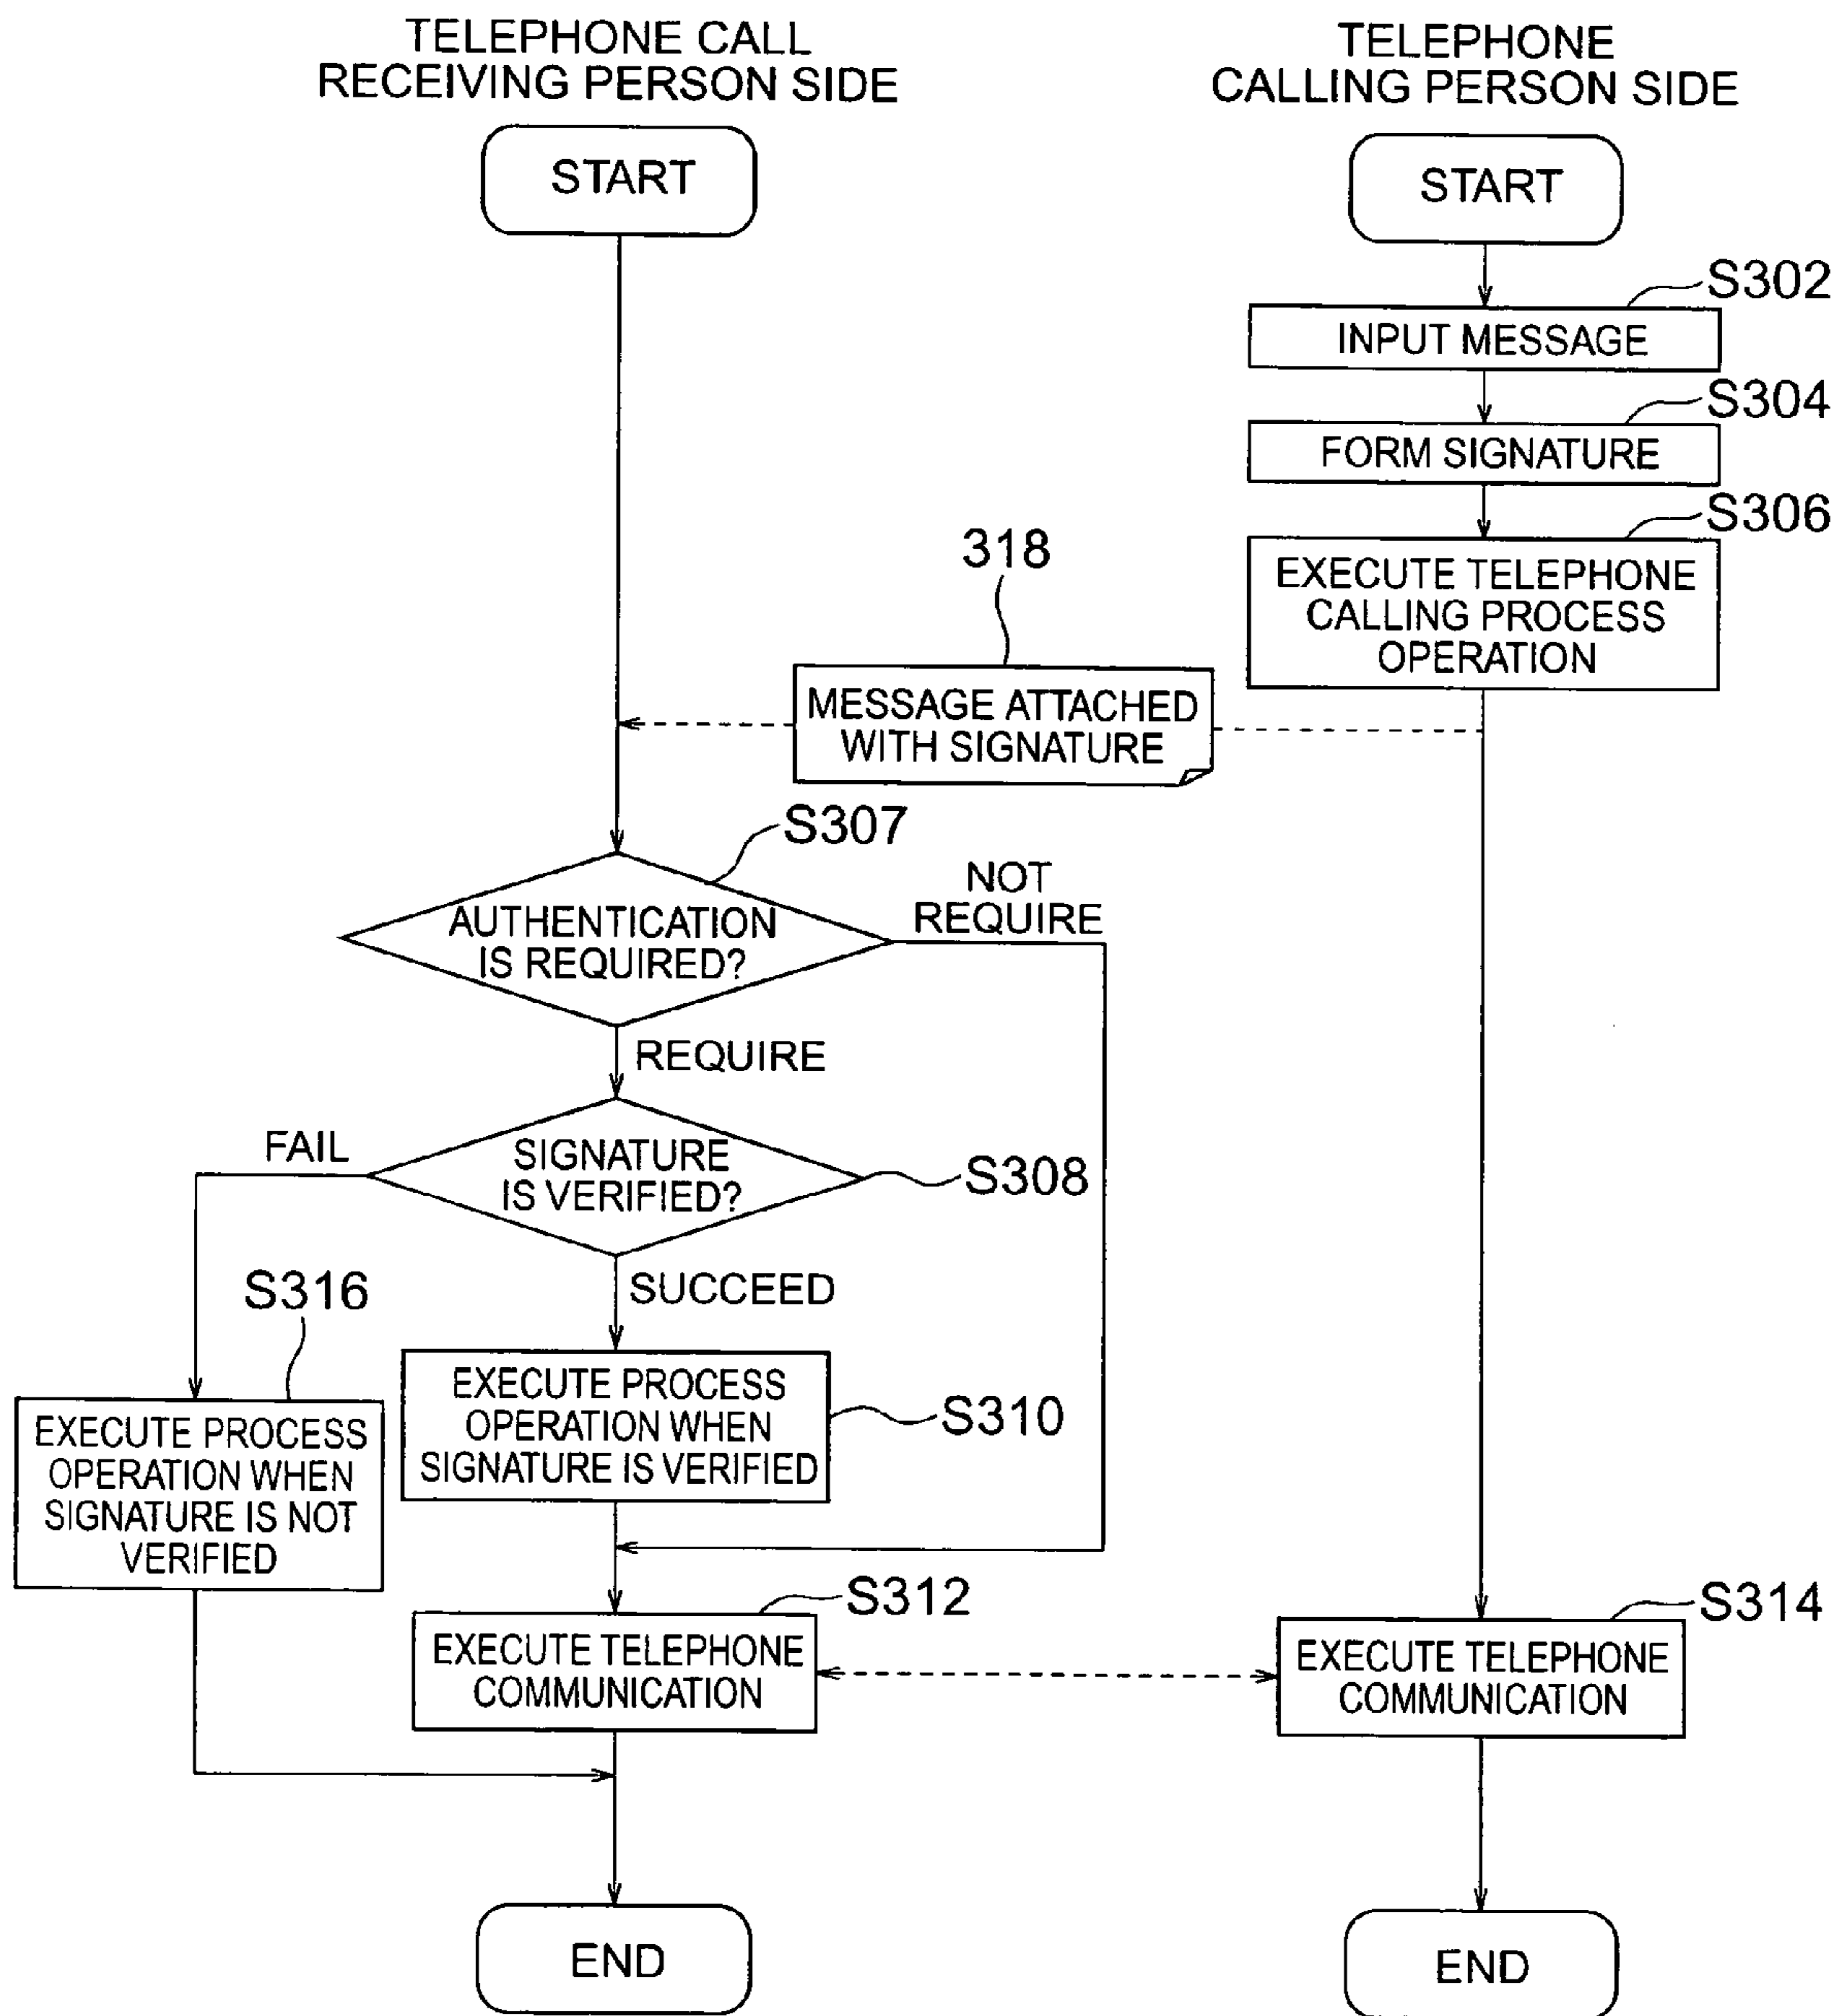 TELEPHONE CALL
RECEIVING PERSON SIDE
TELEPHONE
CALLING PERSON SIDE
START
START
S302
INPUT MESSAGE
S304
FORM SIGNATURE
S306
EXECUTE TELEPHONE
CALLING PROCESS
OPERATION
318
MESSAGE ATTACHED
WITH SIGNATURE
S307
AUTHENTICATION
IS REQUIRED?
NOT
REQUIRE
REQUIRE
FAIL
SIGNATURE
IS VERIFIED?
S308
SUCCEED
S316
EXECUTE PROCESS
OPERATION WHEN
SIGNATURE IS NOT
VERIFIED
EXECUTE PROCESS
OPERATION WHEN
SIGNATURE IS VERIFIED
S310
S312
EXECUTE TELEPHONE
COMMUNICATION
S314
EXECUTE TELEPHONE
COMMUNICATION
END
END